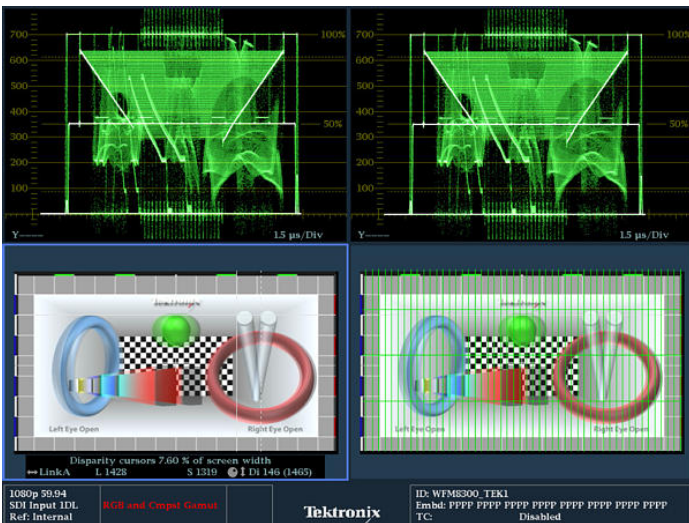 700
600
500
400
300
200
100
100%
50%
Y----
1.5 µs/Div
700
600
500
400
300
200
100
100%
50%
Y----
1.5 µs/Div
Left Eye Open
Right Eye Open
Disparity cursors 7.60 % of screen width
LinkA L 1428 S 1319 Di 146 (1465)
Left Eye Open
Right Eye Open
1080p 59.94
SDI Input 1DL
Ref: Internal
RGB and Cmpst Gamut
Tektronix
ID: WFM8300_TEK1
Embd: PPPP PPPP PPPP PPPP PPPP PPPP PPPP PPPP
TC: Disabled